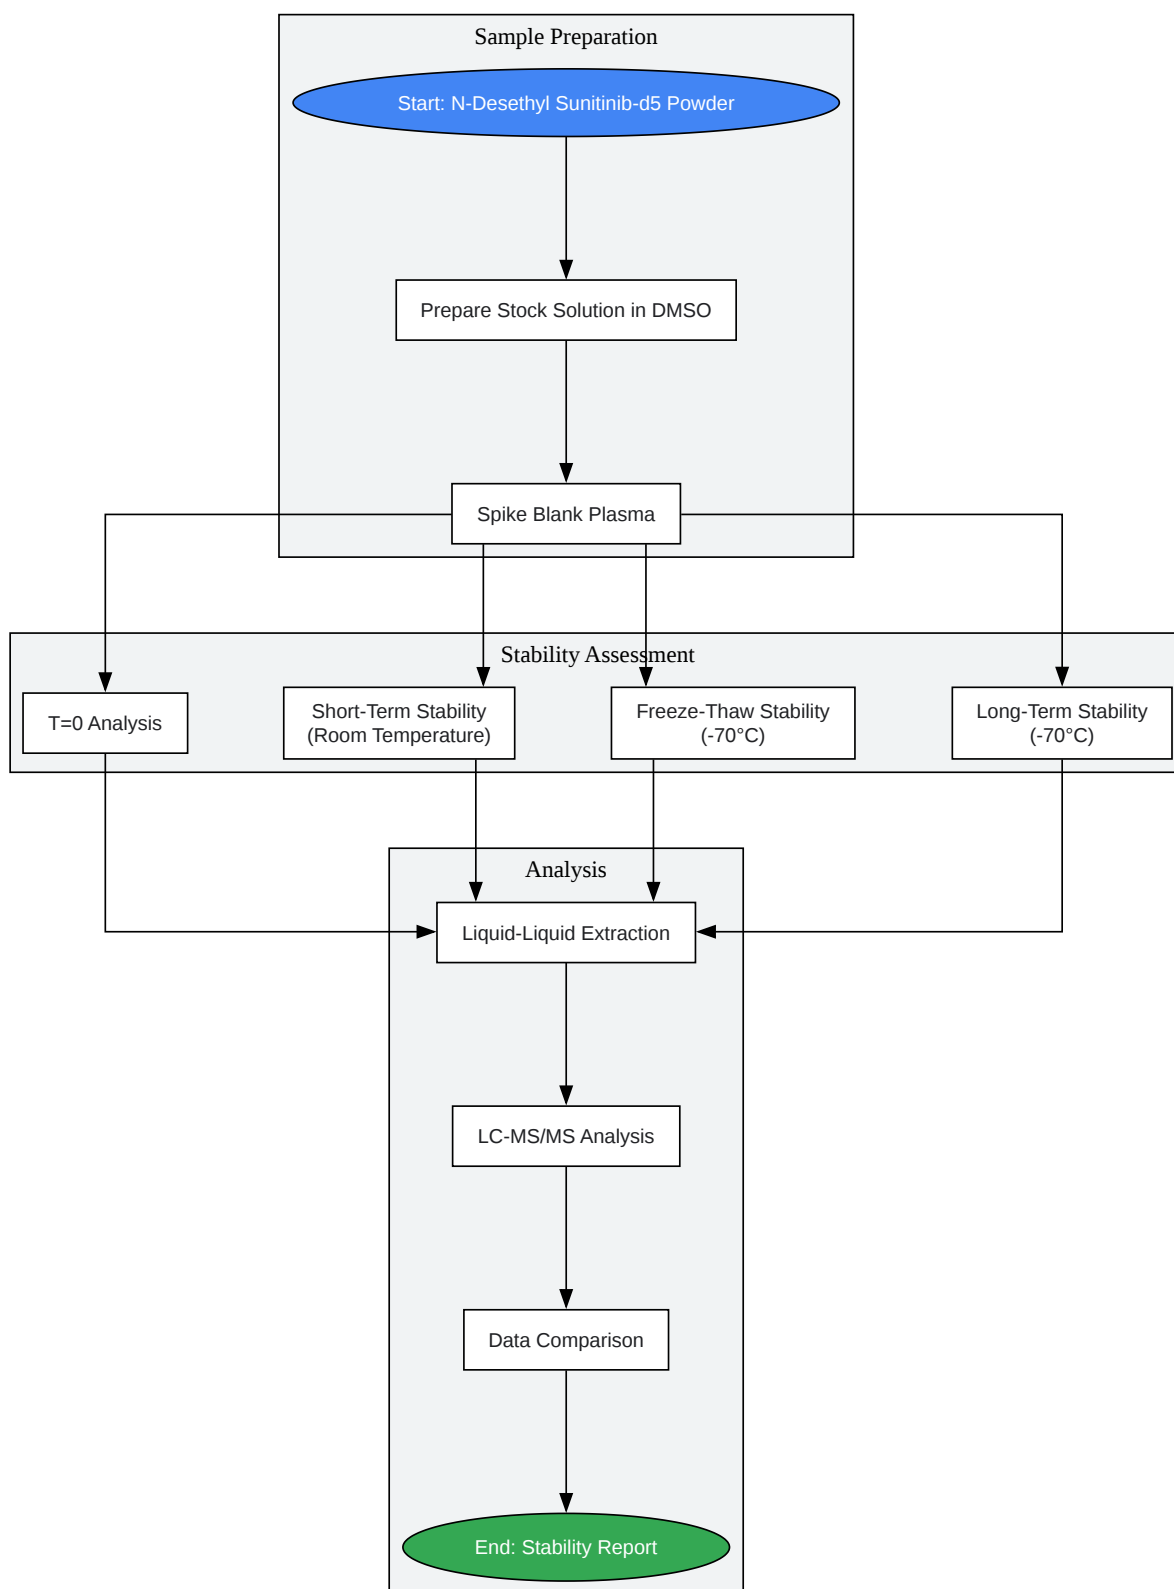 Sample Preparation
Start: N-Desethyl Sunitinib-d5 Powder
Prepare Stock Solution in DMSO
Spike Blank Plasma
Stability Assessment
T=0 Analysis
Short-Term Stability
(Room Temperature)
Freeze-Thaw Stability
(-70°C)
Long-Term Stability
(-70°C)
Analysis
Liquid-Liquid Extraction
LC-MS/MS Analysis
Data Comparison
End: Stability Report